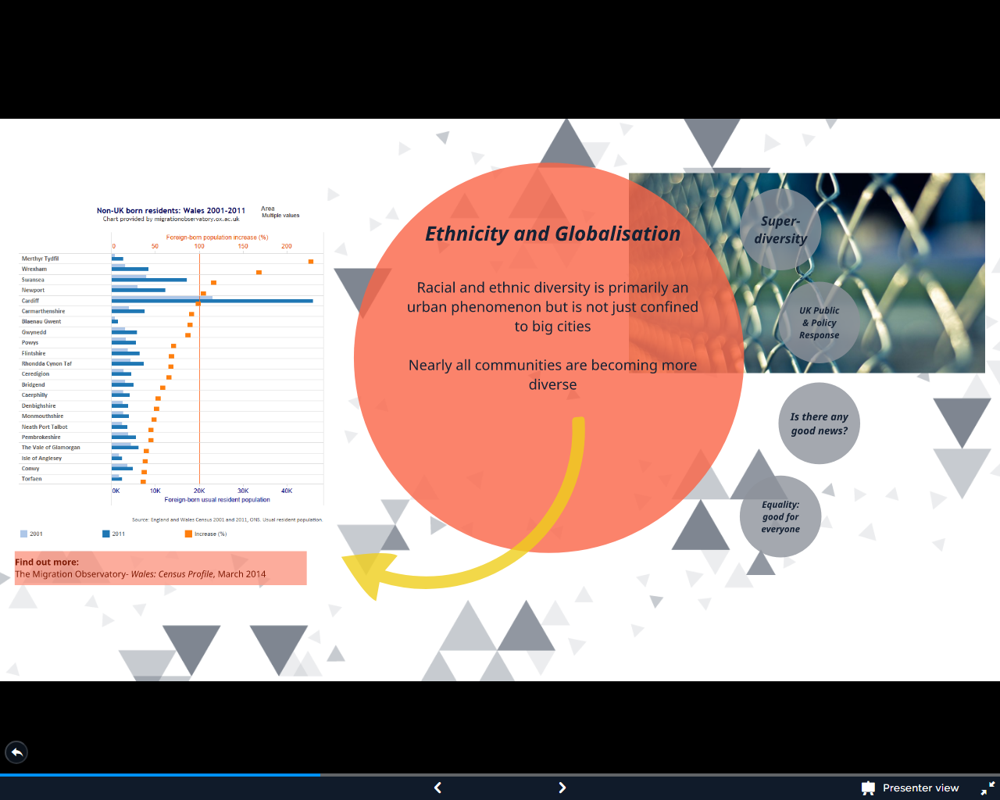 Non-UK born residents: Wales 2001-2011
Chart provided by migrationobservatory.ox.ac.uk
Area
Multiple values
Foreign-born population increase (%)
0 50 100 150 200
Merthyr Tydfil
Wrexham
Swansea
Newport
Cardiff
Carmarthenshire
Blaenau Gwent
Gwynedd
Powys
Flintshire
Rhondda Cynon Taf
Ceredigion
Bridgend
Caerphilly
Denbighshire
Monmouthshire
Neath Port Talbot
Pembrokeshire
The Vale of Glamorgan
Isle of Anglesey
Conwy
Torfaen
0K 10K 20K 30K 40K
Foreign-born usual resident population
Source: England and Wales Census 2001 and 2011, ONS. Usual resident population.
2001 2011 Increase (%)
Find out more:
The Migration Observatory- Wales: Census Profile, March 2014
Ethnicity and Globalisation
Racial and ethnic diversity is primarily an
urban phenomenon but is not just confined
to big cities
Nearly all communities are becoming more
diverse
Super-
diversity
UK Public
& Policy
Response
Is there any
good news?
Equality:
good for
everyone
Presenter view